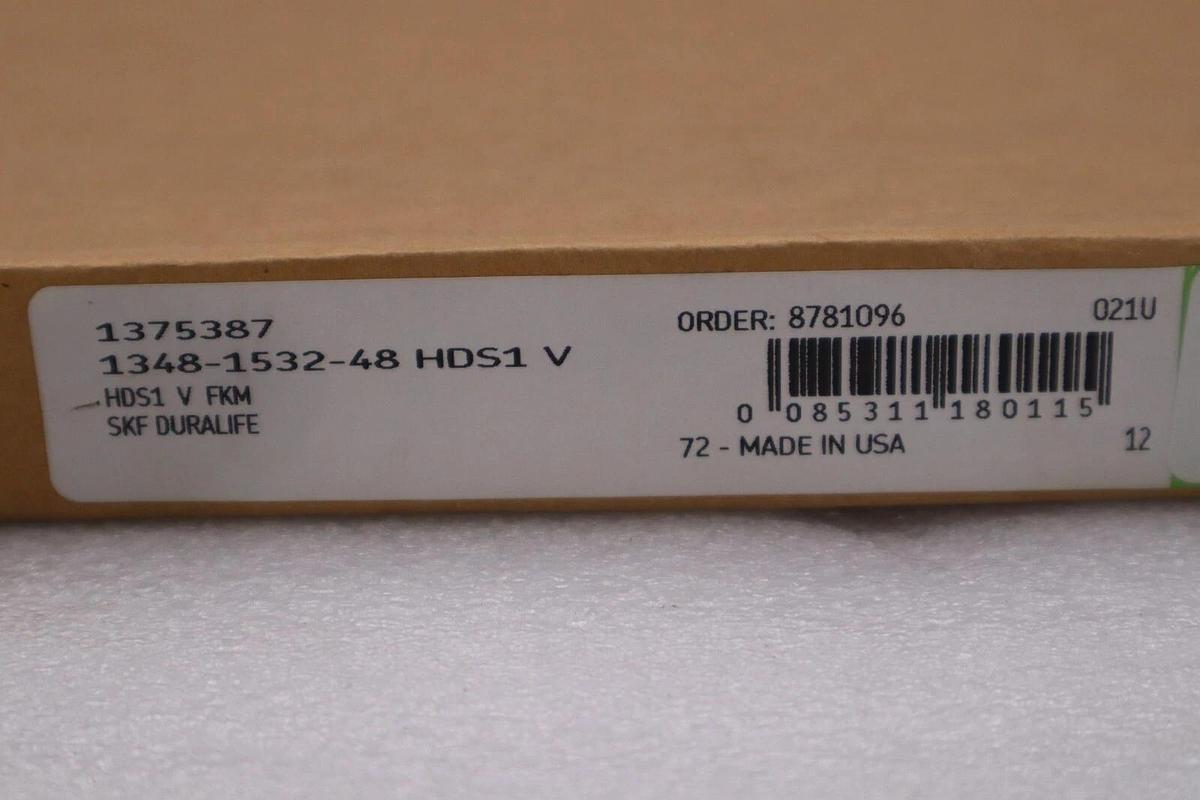 1375387
1348-1532-48 HDS1 V
HDS1 V FKM
SKF DURALIFE
ORDER: 8781096
021U
0 085311 180115
72 - MADE IN USA
12